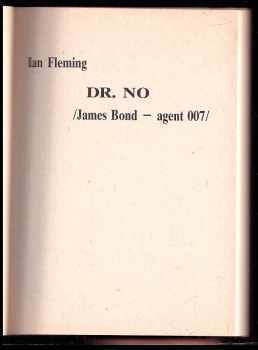 Ian Fleming
DR. NO
/James Bond – agent 007/